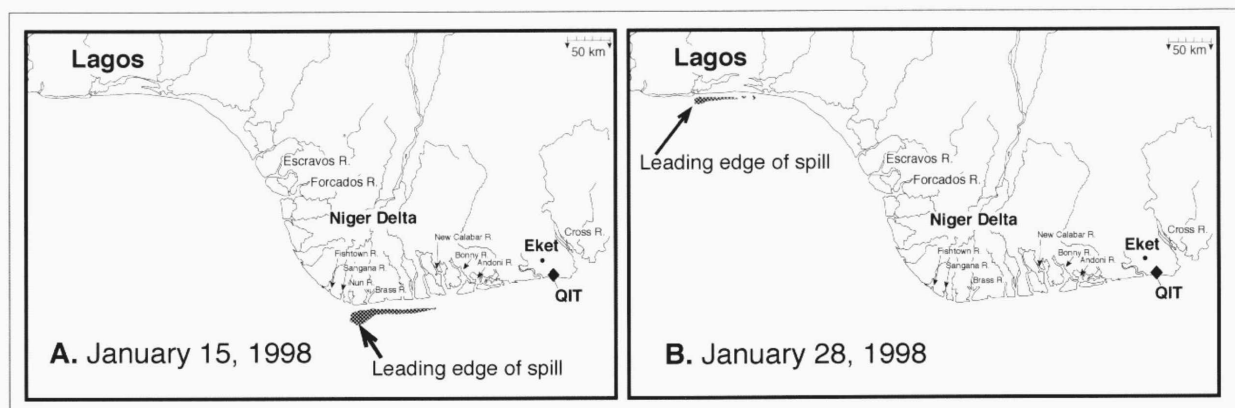 Lagos
50 km
Escravos R.
Forcados R.
Niger Delta
New Calabar R.
Cross R.
Eket
Fishtown R.
Bonny R.
Sangana R.
Andoni R.
Nun R.
Brass R.
QIT
A. January 15, 1998
Leading edge of spill
Lagos
50 km
Leading edge of spill
Escravos R.
Forcados R.
Niger Delta
New Calabar R.
Cross R.
Eket
Fishtown R.
Bonny R.
Sangana R.
Andoni R.
Brass R.
QIT
B. January 28, 1998